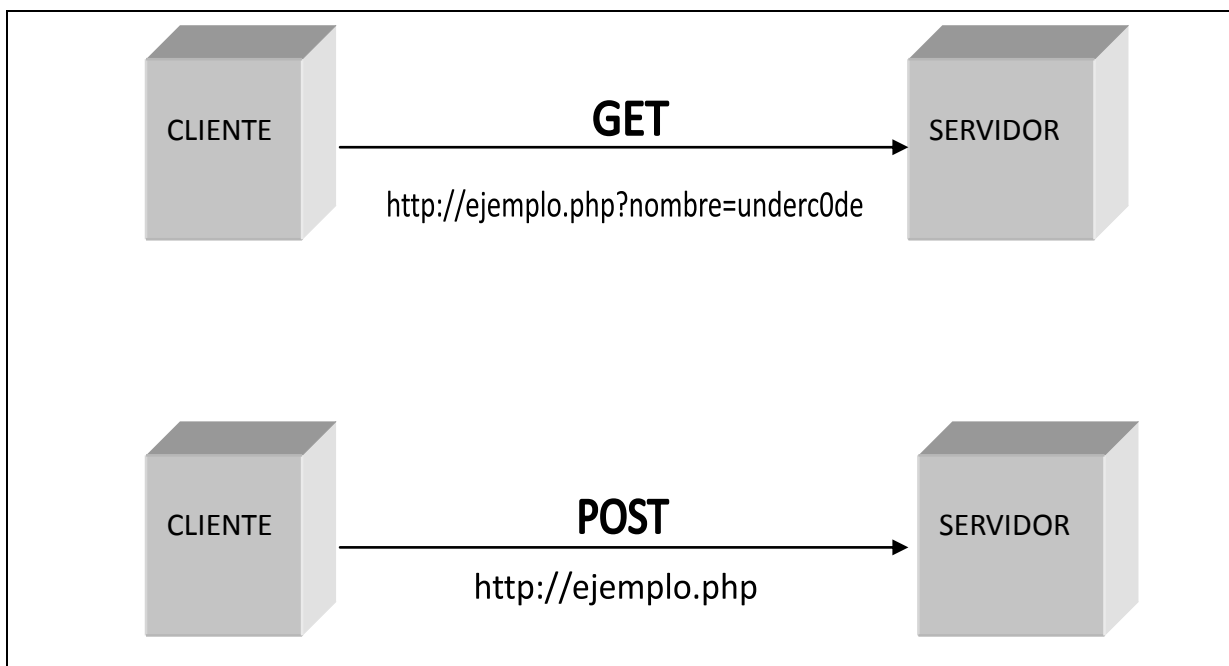 CLIENTE
GET
SERVIDOR
http://ejemplo.php?nombre=underc0de
CLIENTE
POST
SERVIDOR
http://ejemplo.php